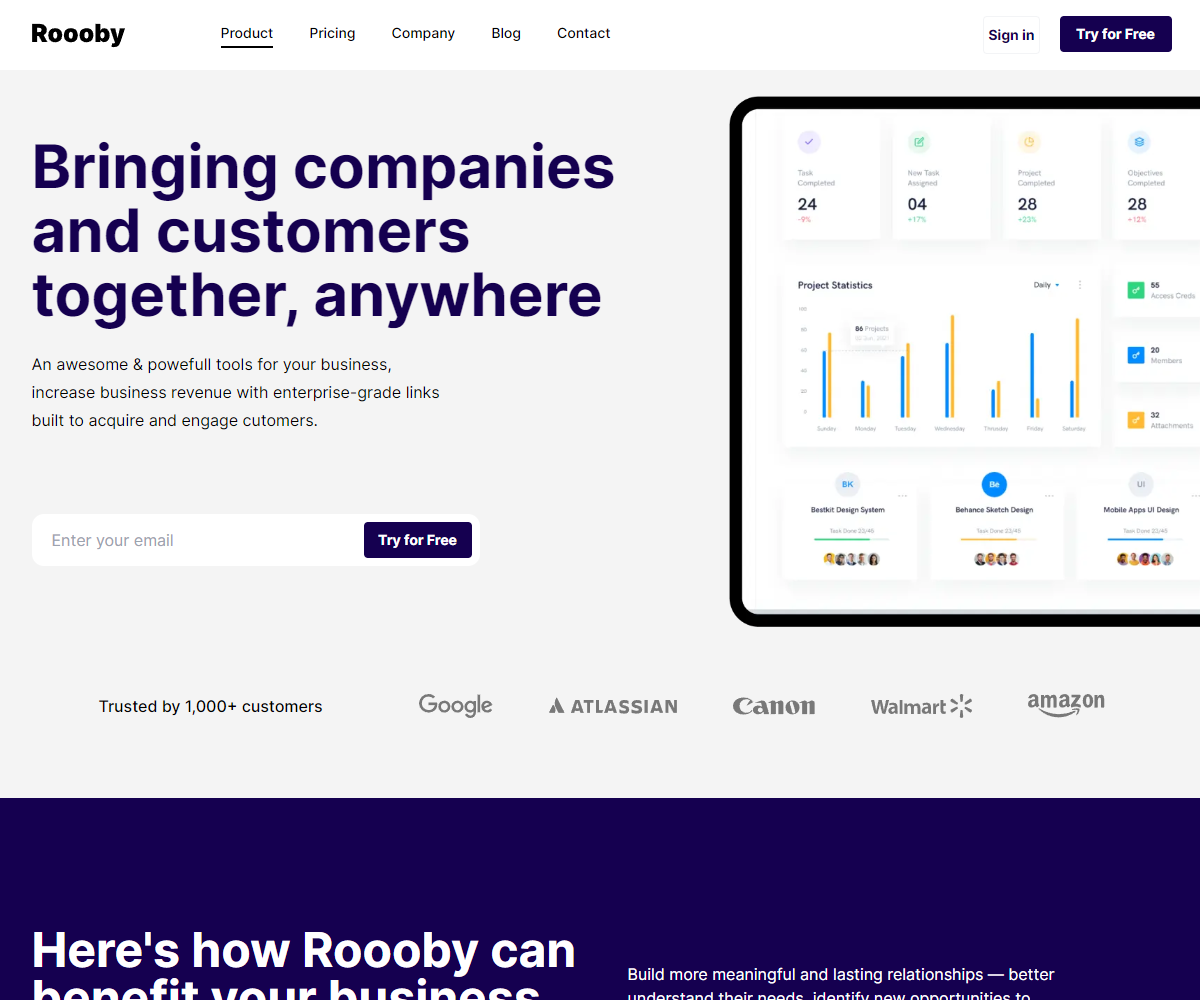 Roooby
Product
Pricing
Company
Blog
Contact
Sign in
Try for Free
Bringing companies
and customers
together, anywhere
An awesome & powefull tools for your business,
increase business revenue with enterprise-grade links
built to acquire and engage cutomers.
Enter your email
Try for Free
Task
Completed
24
-9%
New Task
Assigned
04
+17%
Project
Completed
28
+23%
Objectives
Completed
28
+12%
Project Statistics
Daily
100
80
60
40
20
0
86 Projects
Sunday
Monday
Tuesday
Wednesday
Thrusday
Friday
Saturday
55
Access Creds
20
Members
32
Attachments
BK
Bestkit Design System
Task Done 23/45
Bē
Behance Sketch Design
Task Done 23/45
UI
Mobile Apps UI Design
Task Done 23/45
Trusted by 1,000+ customers
Google
ATLASSIAN
Canon
Walmart
amazon
Here's how Roooby can
benefit your business
Build more meaningful and lasting relationships — better
understand their needs, identify new opportunities to